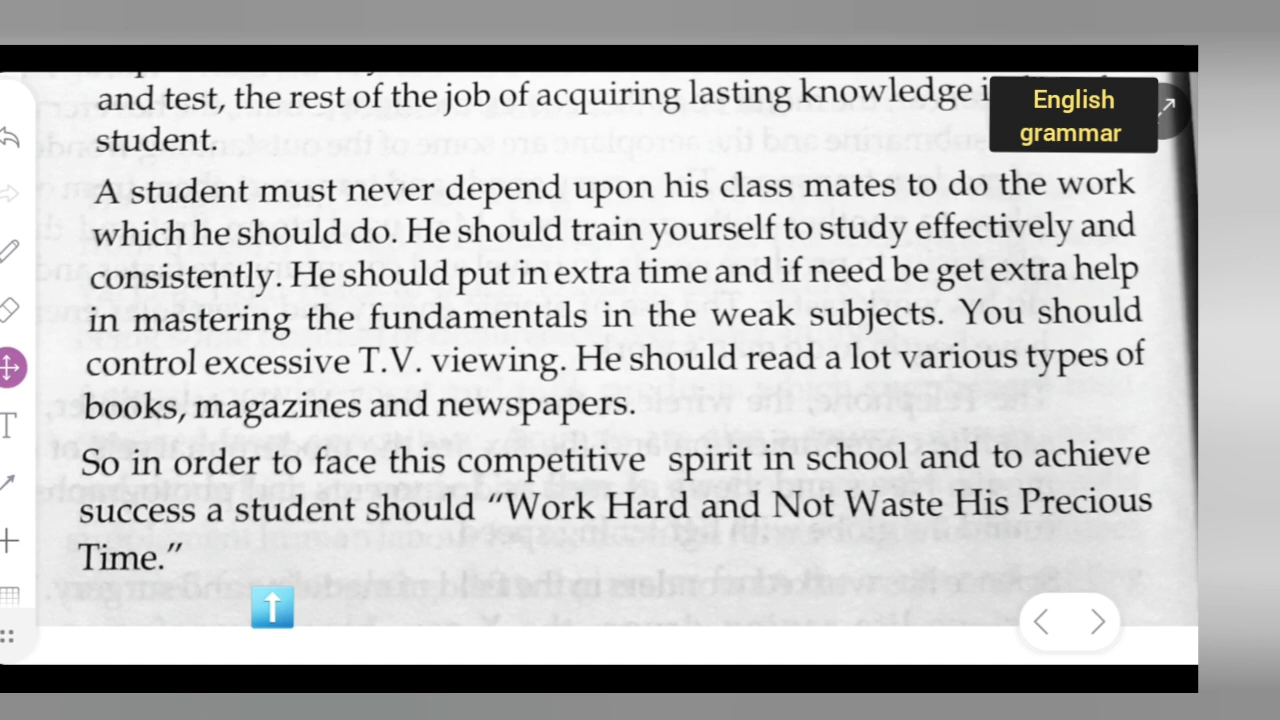 and test, the rest of the job of acquiring lasting knowledge
English
grammar
student.
A student must never depend upon his class mates to do the work
which he should do. He should train yourself to study effectively and
consistently. He should put in extra time and if need be get extra help
in mastering the fundamentals in the weak subjects. You should
control excessive T.V. viewing. He should read a lot various types of
books, magazines and newspapers.
So in order to face this competitive spirit in school and to achieve
success a student should “Work Hard and Not Waste His Precious
Time.”